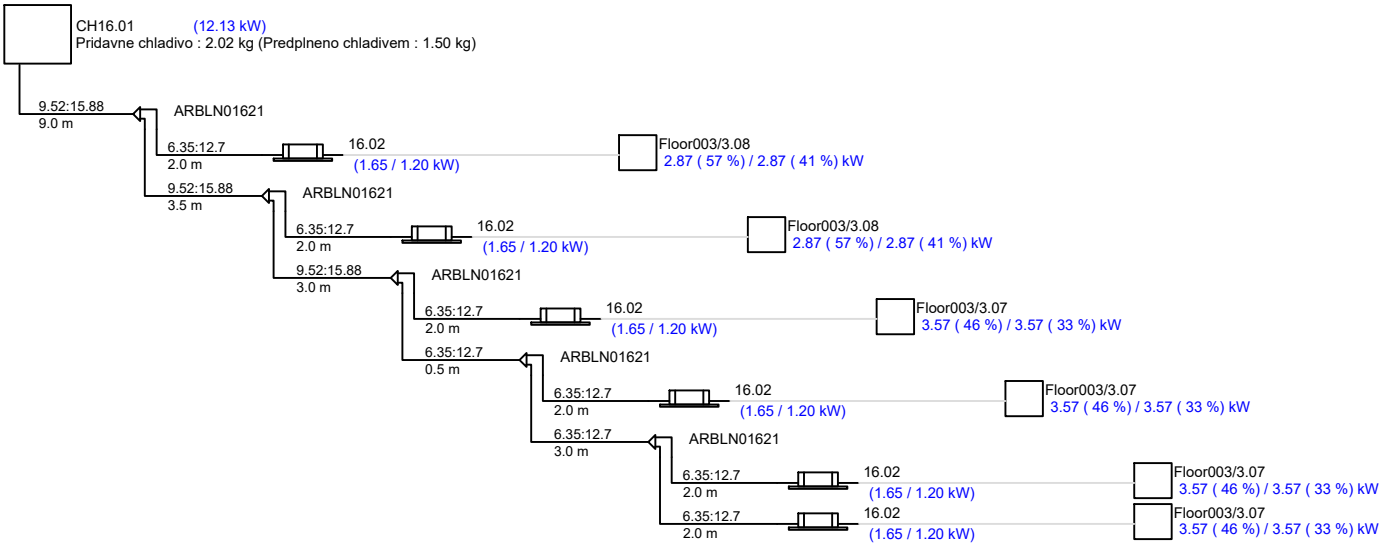 CH16.01 (12.13 kW)
Pridavne chladivo : 2.02 kg (Predplneno chladivem : 1.50 kg)
9.52:15.88
9.0 m
ARBLN01621
6.35:12.7
2.0 m
16.02
(1.65 / 1.20 kW)
Floor003/3.08
2.87 ( 57 %) / 2.87 ( 41 %) kW
9.52:15.88
3.5 m
ARBLN01621
6.35:12.7
2.0 m
16.02
(1.65 / 1.20 kW)
Floor003/3.08
2.87 ( 57 %) / 2.87 ( 41 %) kW
9.52:15.88
3.0 m
ARBLN01621
6.35:12.7
2.0 m
16.02
(1.65 / 1.20 kW)
Floor003/3.07
3.57 ( 46 %) / 3.57 ( 33 %) kW
6.35:12.7
0.5 m
ARBLN01621
6.35:12.7
2.0 m
16.02
(1.65 / 1.20 kW)
Floor003/3.07
3.57 ( 46 %) / 3.57 ( 33 %) kW
6.35:12.7
3.0 m
ARBLN01621
6.35:12.7
2.0 m
16.02
(1.65 / 1.20 kW)
Floor003/3.07
3.57 ( 46 %) / 3.57 ( 33 %) kW
6.35:12.7
2.0 m
16.02
(1.65 / 1.20 kW)
Floor003/3.07
3.57 ( 46 %) / 3.57 ( 33 %) kW